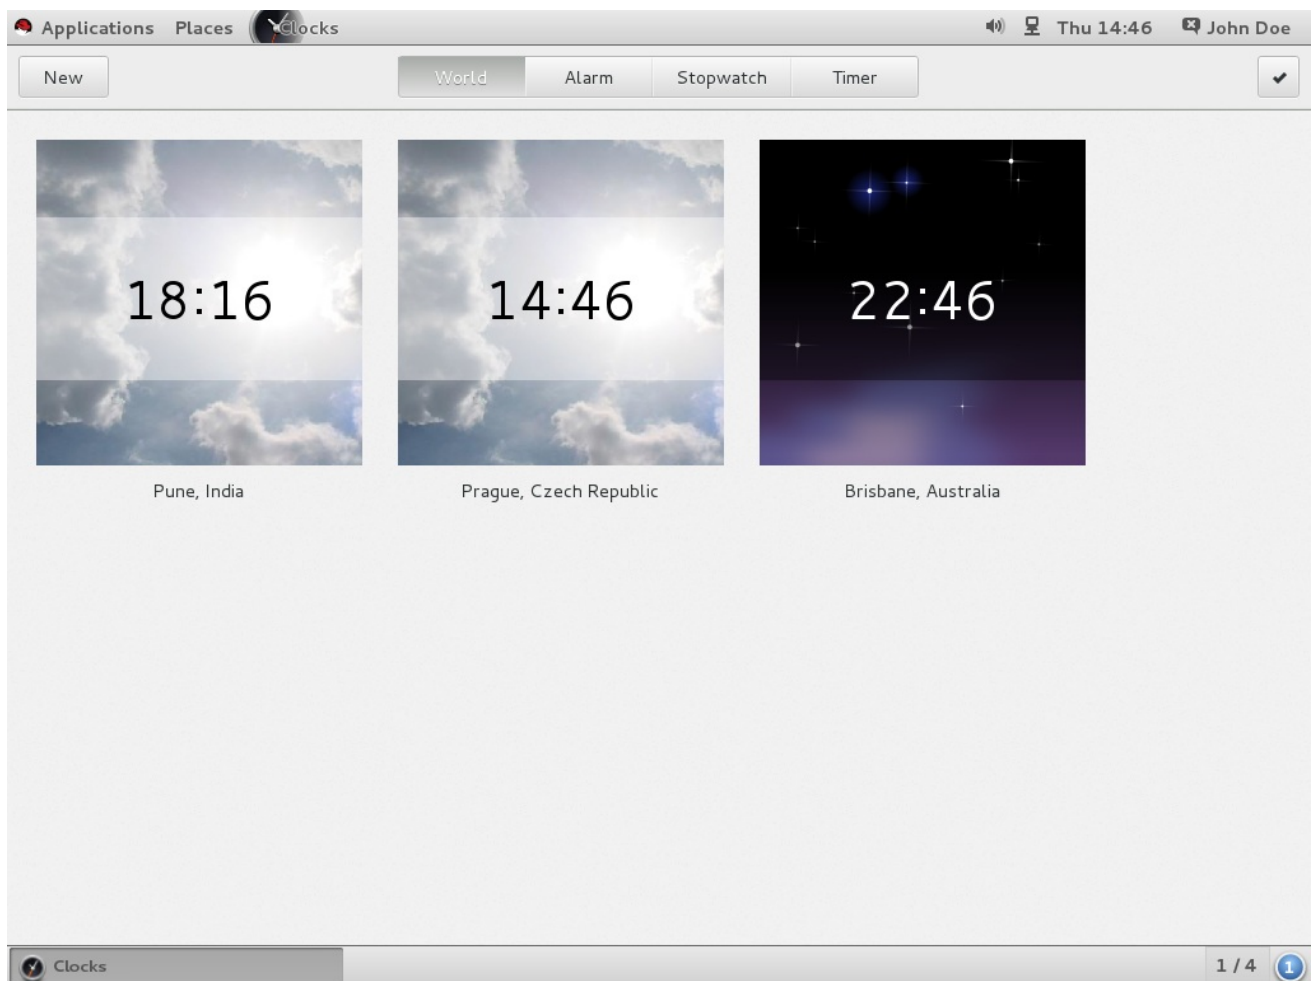 Applications Places Clocks Thu 14:46 John Doe
New World Alarm Stopwatch Timer
18:16 14:46 22:46
Pune, India Prague, Czech Republic Brisbane, Australia
Clocks 1 / 4 1